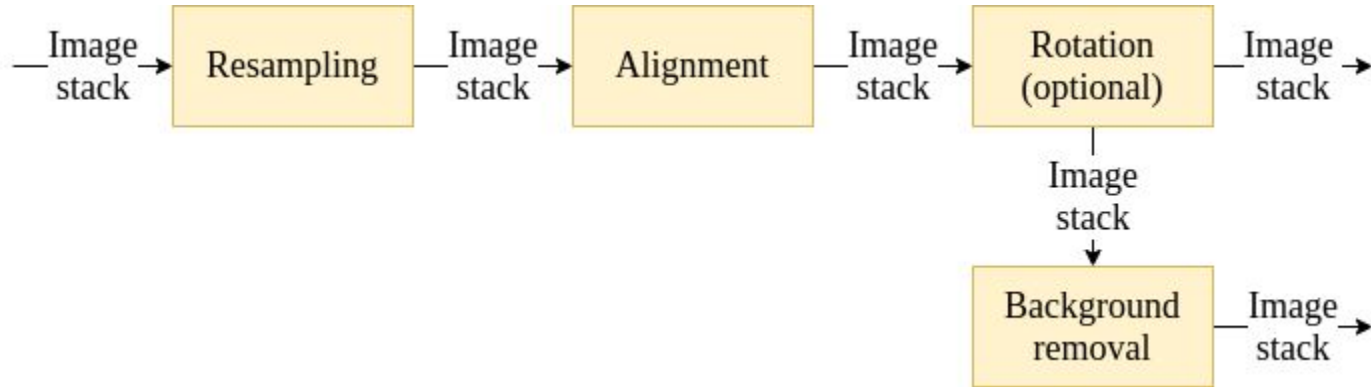 Image
stack
Resampling
Image
stack
Alignment
Image
stack
Rotation
(optional)
Image
stack
Image
stack
Background
removal
Image
stack